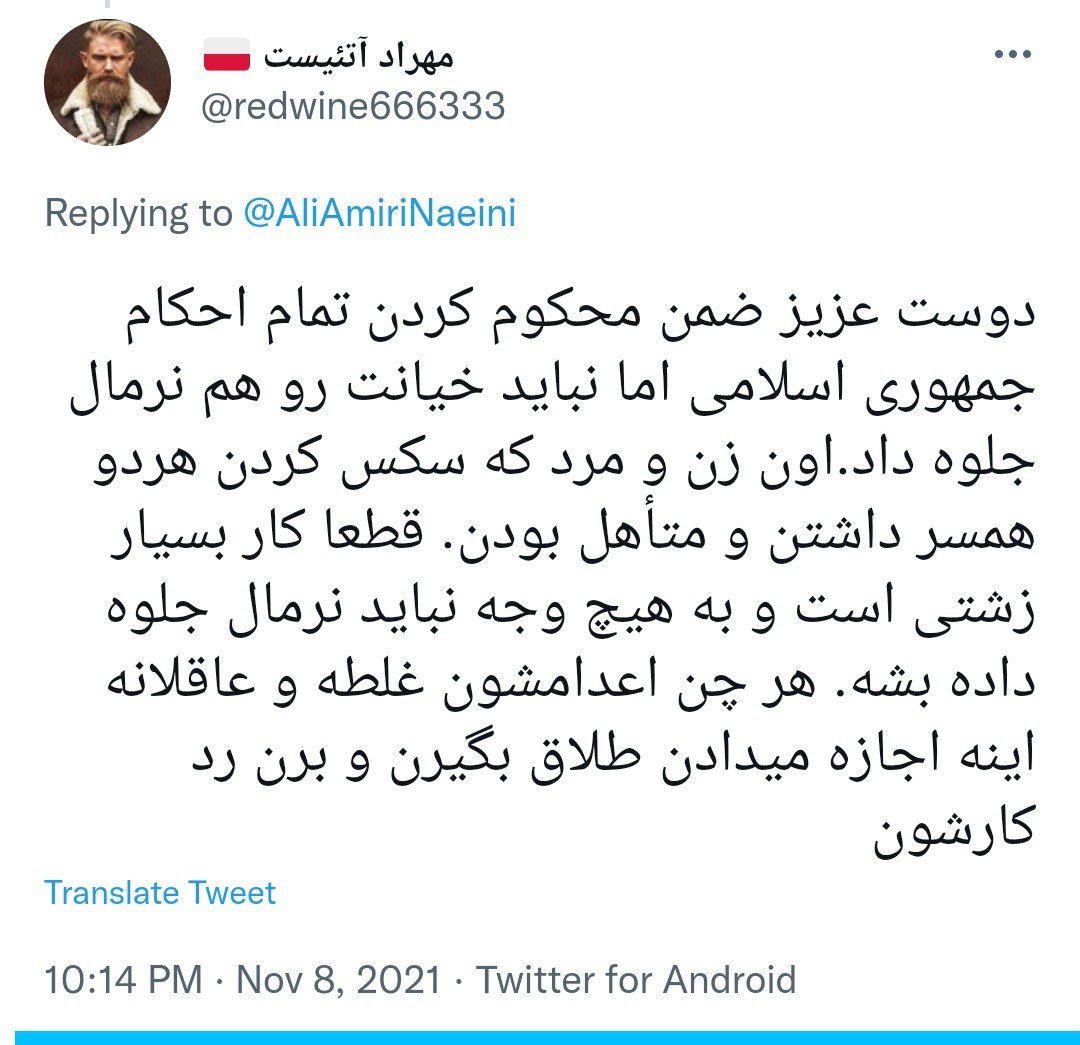 مهراد آتئیست 🇵🇱
@redwine666333
Replying to @AliAmiriNaeini
دوست عزیز ضمن محکوم کردن تمام احکام
جمهوری اسلامی اما نباید خیانت رو هم نرمال
جلوه داد.اون زن و مرد که سکس کردن هردو
همسر داشتن و متأهل بودن. قطعا کار بسیار
زشتی است و به هیچ وجه نباید نرمال جلوه
داده بشه. هر چن اعدامشون غلطه و عاقلانه
اینه اجازه میدادن طلاق بگیرن و برن رد
کارشون
Translate Tweet
10:14 PM · Nov 8, 2021 · Twitter for Android